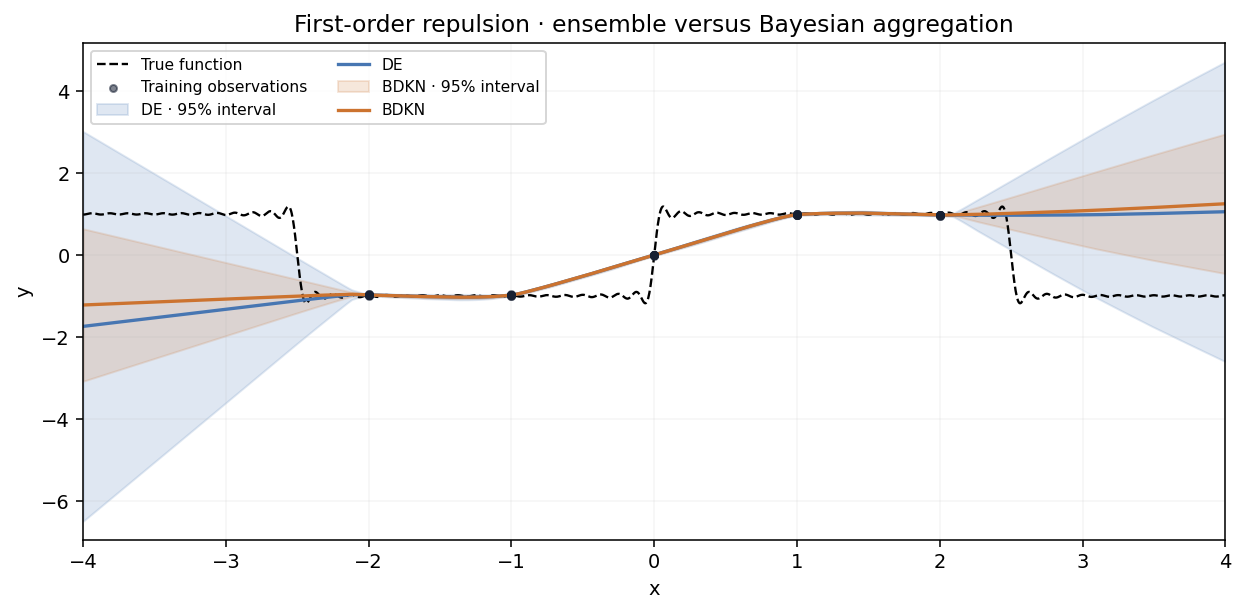 First-order repulsion · ensemble versus Bayesian aggregation
True function
Training observations
DE · 95% interval
DE
BDKN · 95% interval
BDKN
4
2
0
−2
−4
−6
y
−4
−3
−2
−1
0
1
2
3
4
x